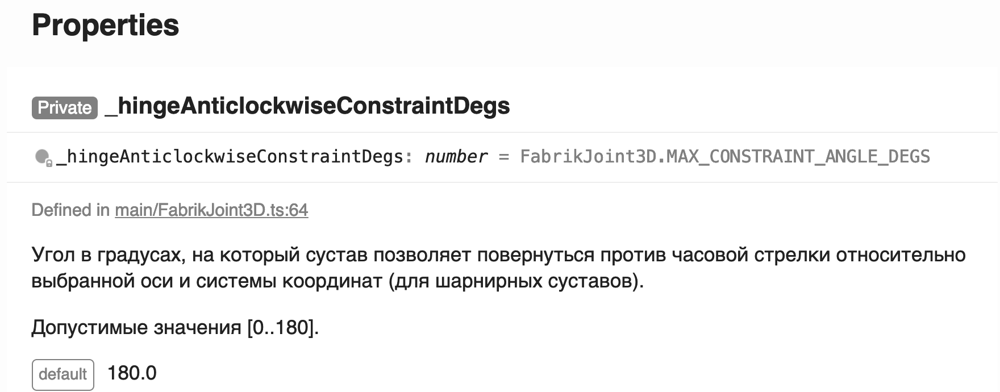 Properties
Private _hingeAnticlockwiseConstraintDegs
_hingeAnticlockwiseConstraintDegs: number = FabrikJoint3D.MAX_CONSTRAINT_ANGLE_DEGS
Defined in main/FabrikJoint3D.ts:64
Угол в градусах, на который сустав позволяет повернуться против часовой стрелки относительно
выбранной оси и системы координат (для шарнирных суставов).
Допустимые значения [0..180].
default 180.0